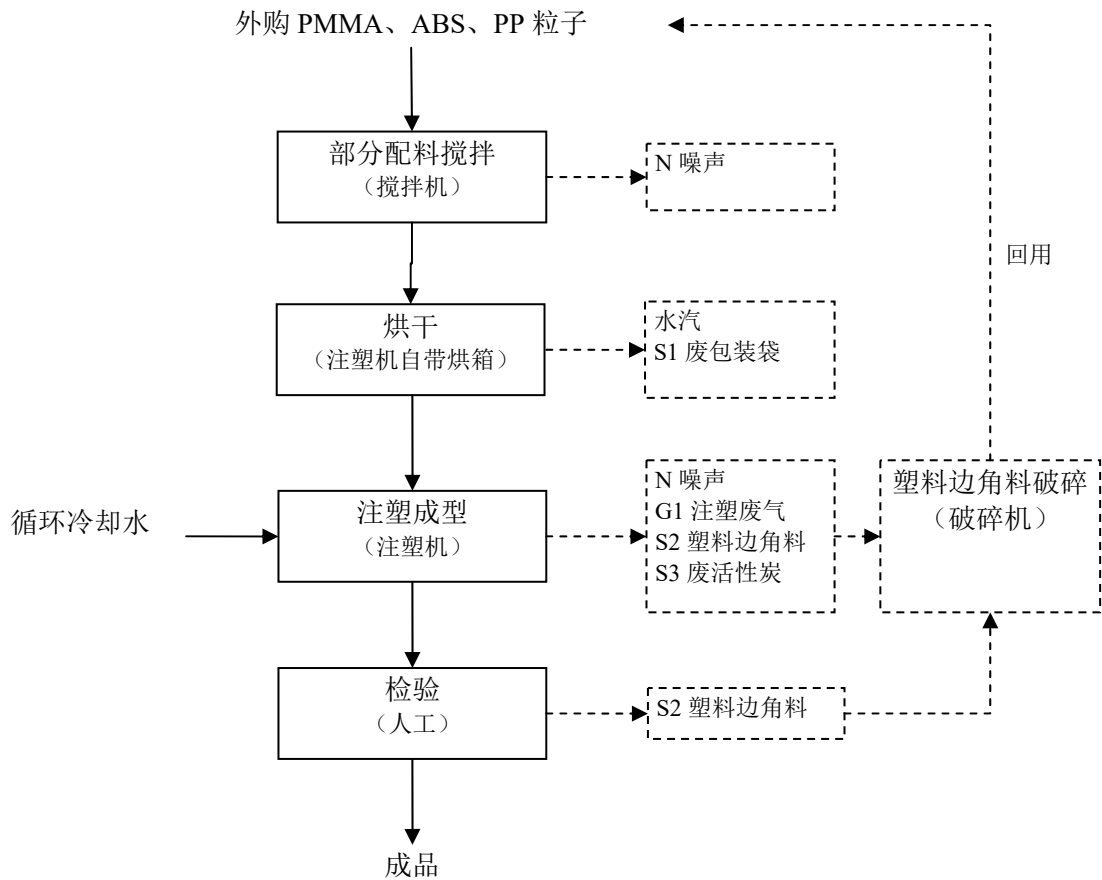 外购 PMMA、ABS、PP 粒子
部分配料搅拌
（搅拌机）
N 噪声
回用
烘干
（注塑机自带烘箱）
水汽
S1 废包装袋
循环冷却水
注塑成型
（注塑机）
N 噪声
G1 注塑废气
S2 塑料边角料
S3 废活性炭
塑料边角料破碎
（破碎机）
检验
（人工）
S2 塑料边角料
成品